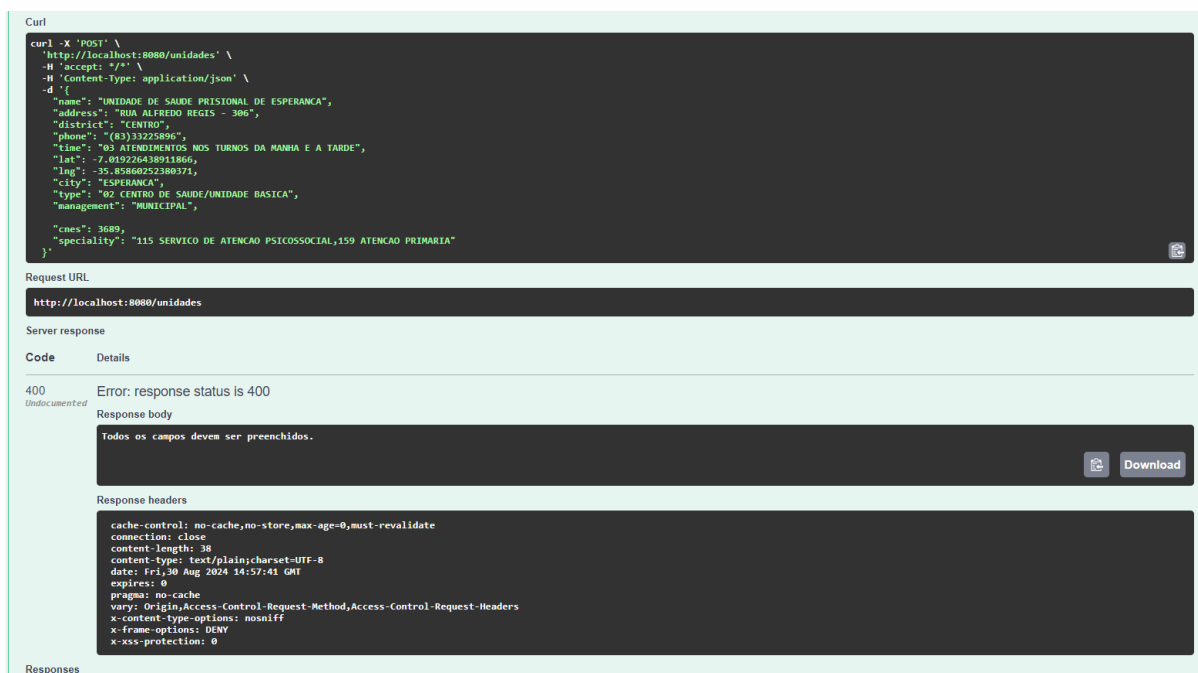 Curl
curl -X 'POST' \
  'http://localhost:8080/unidades' \
  -H 'accept: */*' \
  -H 'Content-Type: application/json' \
  -d '{
    "name": "UNIDADE DE SAUDE PRISIONAL DE ESPERANCA",
    "address": "RUA ALFREDO REGIS - 306",
    "district": "CENTRO",
    "phone": "(83)33225896",
    "time": "03 ATENDIMENTOS NOS TURNOS DA MANHA E A TARDE",
    "lat": -7.019226438911866,
    "lng": -35.85860252380371,
    "city": "ESPERANCA",
    "type": "02 CENTRO DE SAUDE/UNIDADE BASICA",
    "management": "MUNICIPAL",
    "cnes": 3689,
    "speciality": "115 SERVICO DE ATENCAO PSICOSSOCIAL,159 ATENCAO PRIMARIA"
  }'
Request URL
http://localhost:8080/unidades
Server response
Code Details
400 Error: response status is 400
Undocumented
Response body
Todos os campos devem ser preenchidos.
Download
Response headers
cache-control: no-cache,no-store,max-age=0,must-revalidate
connection: close
content-length: 38
content-type: text/plain;charset=UTF-8
date: Fri,30 Aug 2024 14:57:41 GMT
expires: 0
pragma: no-cache
vary: Origin,Access-Control-Request-Method,Access-Control-Request-Headers
x-content-type-options: nosniff
x-frame-options: DENY
x-xss-protection: 0
Responses